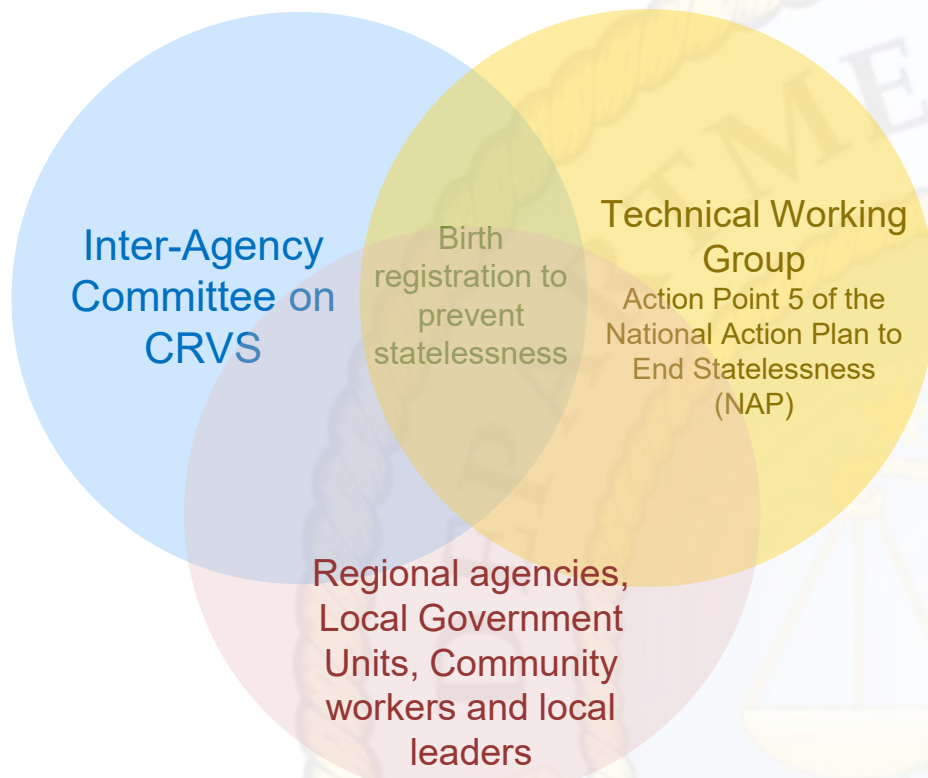 Inter-Agency
Committee on
CRVS
Birth
registration to
prevent
statelessness
Technical Working
Group
Action Point 5 of the
National Action Plan to
End Statelessness
(NAP)
Regional agencies,
Local Government
Units, Community
workers and local
leaders
DEPARTME